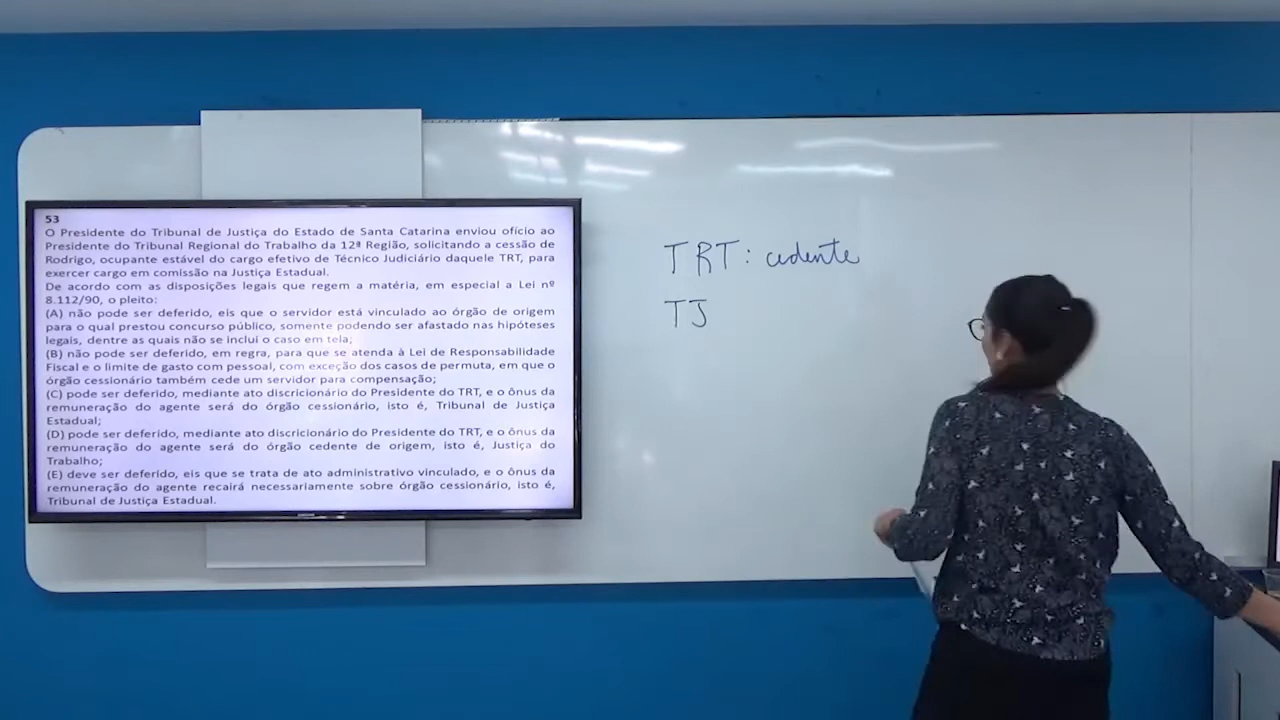 53
O Presidente do Tribunal de Justiça do Estado de Santa Catarina enviou ofício ao
Presidente do Tribunal Regional do Trabalho da 12ª Região, solicitando a cessão de
Rodrigo, ocupante estável do cargo efetivo de Técnico Judiciário daquele TRT, para
exercer cargo em comissão na Justiça Estadual.
De acordo com as disposições legais que regem a matéria, em especial a Lei nº
8.112/90, o pleito:
(A) não pode ser deferido, eis que o servidor está vinculado ao órgão de origem
para o qual prestou concurso público, somente podendo ser afastado nas hipóteses
legais, dentre as quais não se inclui o caso em tela;
(B) não pode ser deferido, em regra, para que se atenda à Lei de Responsabilidade
Fiscal e o limite de gasto com pessoal, com exceção dos casos de permuta, em que o
órgão cessionário também cede um servidor para compensação;
(C) pode ser deferido, mediante ato discricionário do Presidente do TRT, e o ônus da
remuneração do agente será do órgão cessionário, isto é, Tribunal de Justiça
Estadual;
(D) pode ser deferido, mediante ato discricionário do Presidente do TRT, e o ônus da
remuneração do agente será do órgão cedente de origem, isto é, Justiça do
Trabalho;
(E) deve ser deferido, eis que se trata de ato administrativo vinculado, e o ônus da
remuneração do agente recairá necessariamente sobre órgão cessionário, isto é,
Tribunal de Justiça Estadual.
TRT: cedente
TJ